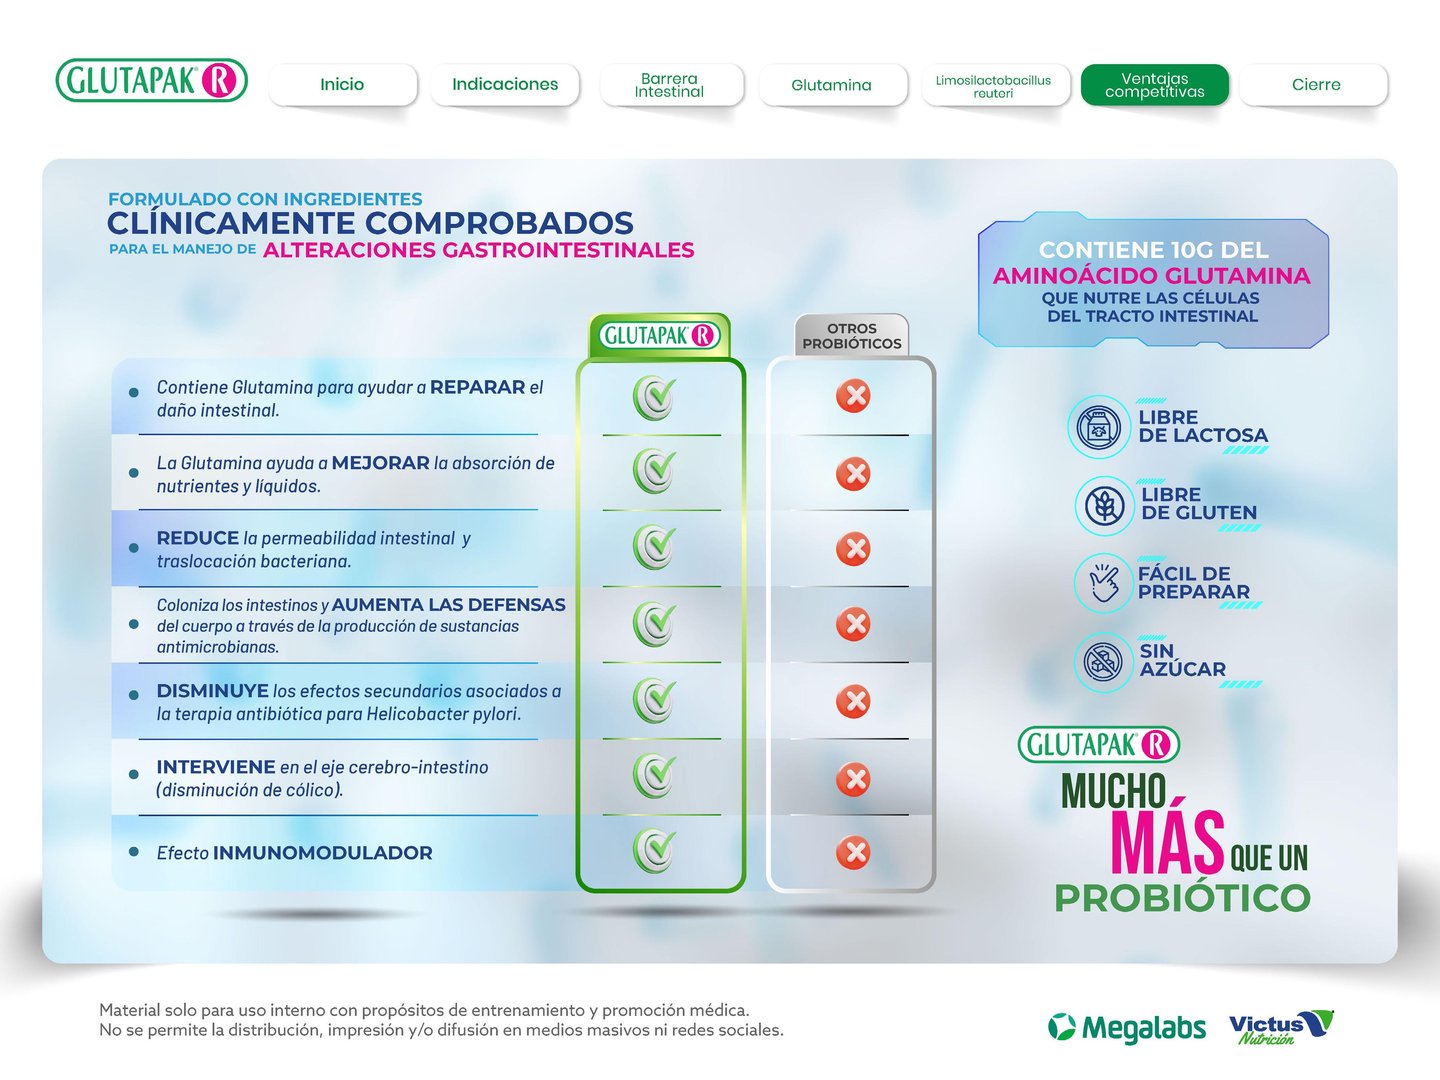 GLUTAPAK® R
Inicio
Indicaciones
Barrera
Intestinal
Glutamina
Limosilactobacillus
reuteri
Ventajas
competitivas
Cierre
FORMULADO CON INGREDIENTES
CLÍNICAMENTE COMPROBADOS
PARA EL MANEJO DE ALTERACIONES GASTROINTESTINALES
CONTIENE 10G DEL
AMINOÁCIDO GLUTAMINA
QUE NUTRE LAS CÉLULAS
DEL TRACTO INTESTINAL
GLUTAPAK® R
OTROS
PROBIÓTICOS
Contiene Glutamina para ayudar a REPARAR el
daño intestinal.
La Glutamina ayuda a MEJORAR la absorción de
nutrientes y líquidos.
REDUCE la permeabilidad intestinal y
traslocación bacteriana.
Coloniza los intestinos y AUMENTA LAS DEFENSAS
del cuerpo a través de la producción de sustancias
antimicrobianas.
DISMINUYE los efectos secundarios asociados a
la terapia antibiótica para Helicobacter pylori.
INTERVIENE en el eje cerebro-intestino
(disminución de cólico).
Efecto INMUNOMODULADOR
LIBRE
DE LACTOSA
LIBRE
DE GLUTEN
FÁCIL DE
PREPARAR
SIN
AZÚCAR
GLUTAPAK® R
MUCHO
MÁS QUE UN
PROBIÓTICO
Material solo para uso interno con propósitos de entrenamiento y promoción médica.
No se permite la distribución, impresión y/o difusión en medios masivos ni redes sociales.
Megalabs
Victus
Nutrición